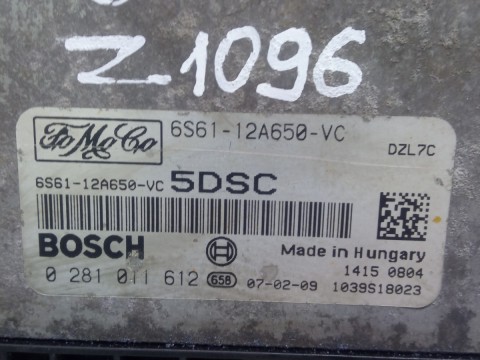 Z1096
FoMoCo 6S61-12A650-VC
DZL7C
6S61-12A650-VC 5DSC
BOSCH
Made in Hungary
1415 0804
0 281 011 612 658 07-02-09 1039S18023